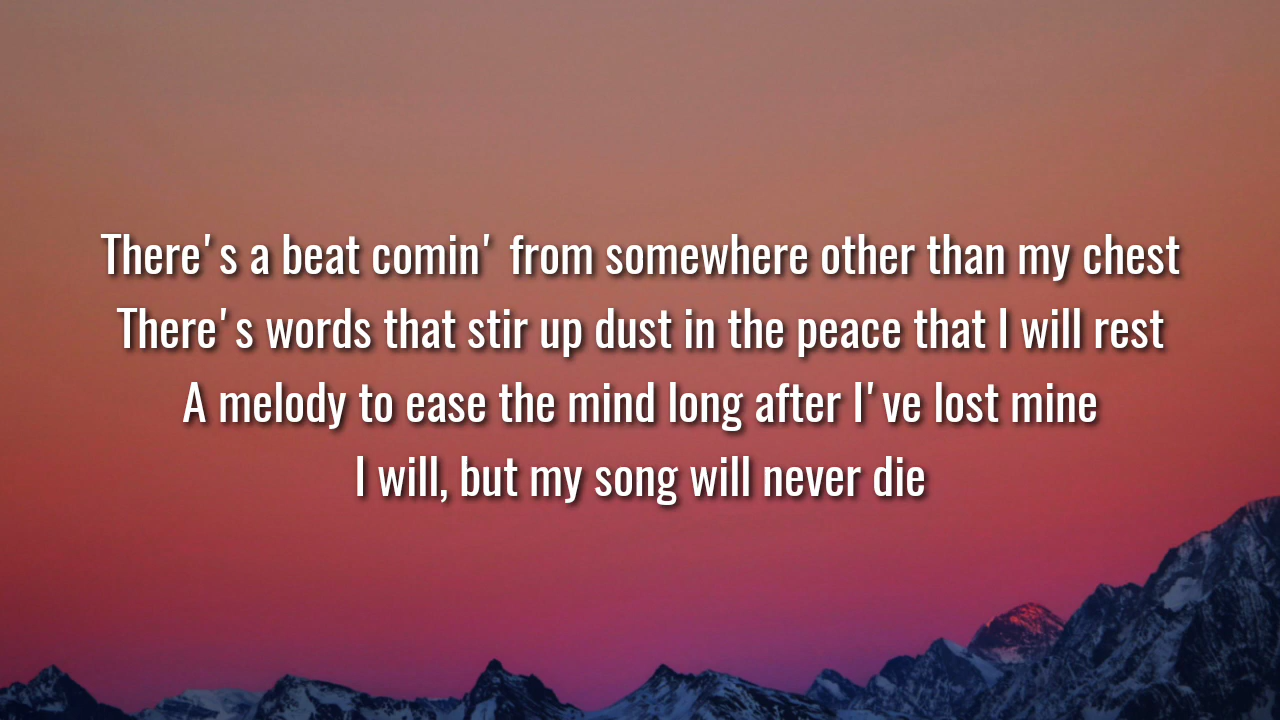 There's a beat comin' from somewhere other than my chest
There's words that stir up dust in the peace that I will rest
A melody to ease the mind long after I've lost mine
I will, but my song will never die